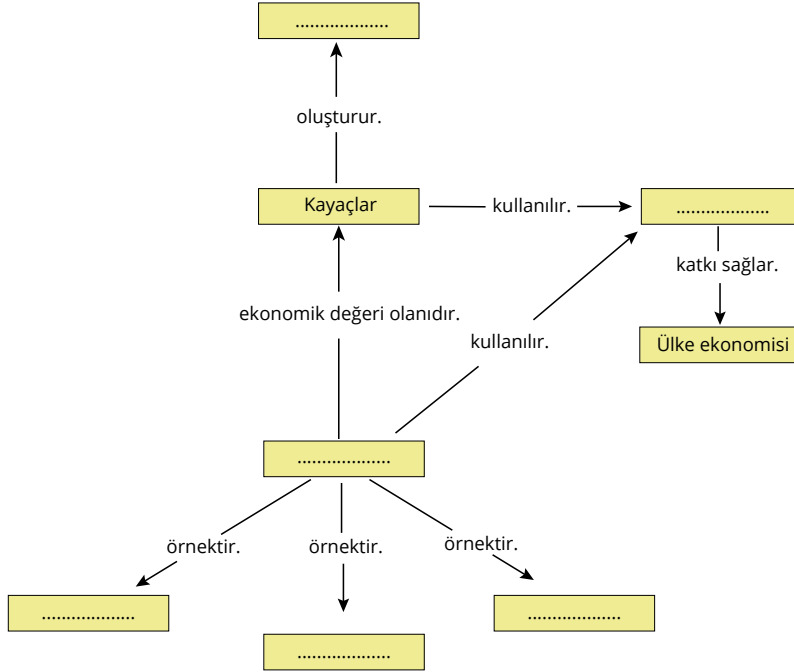 ...................
oluşturur.
Kayaçlar
kullanılır.
...................
katkı sağlar.
ekonomik değeri olanıdır.
kullanılır.
Ülke ekonomisi
...................
örnektir.
örnektir.
örnektir.
...................
...................
...................